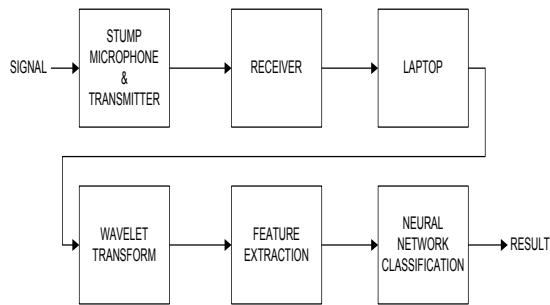 SIGNAL
STUMP
MICROPHONE
&
TRANSMITTER
RECEIVER
LAPTOP
WAVELET
TRANSFORM
FEATURE
EXTRACTION
NEURAL
NETWORK
CLASSIFICATION
RESULT